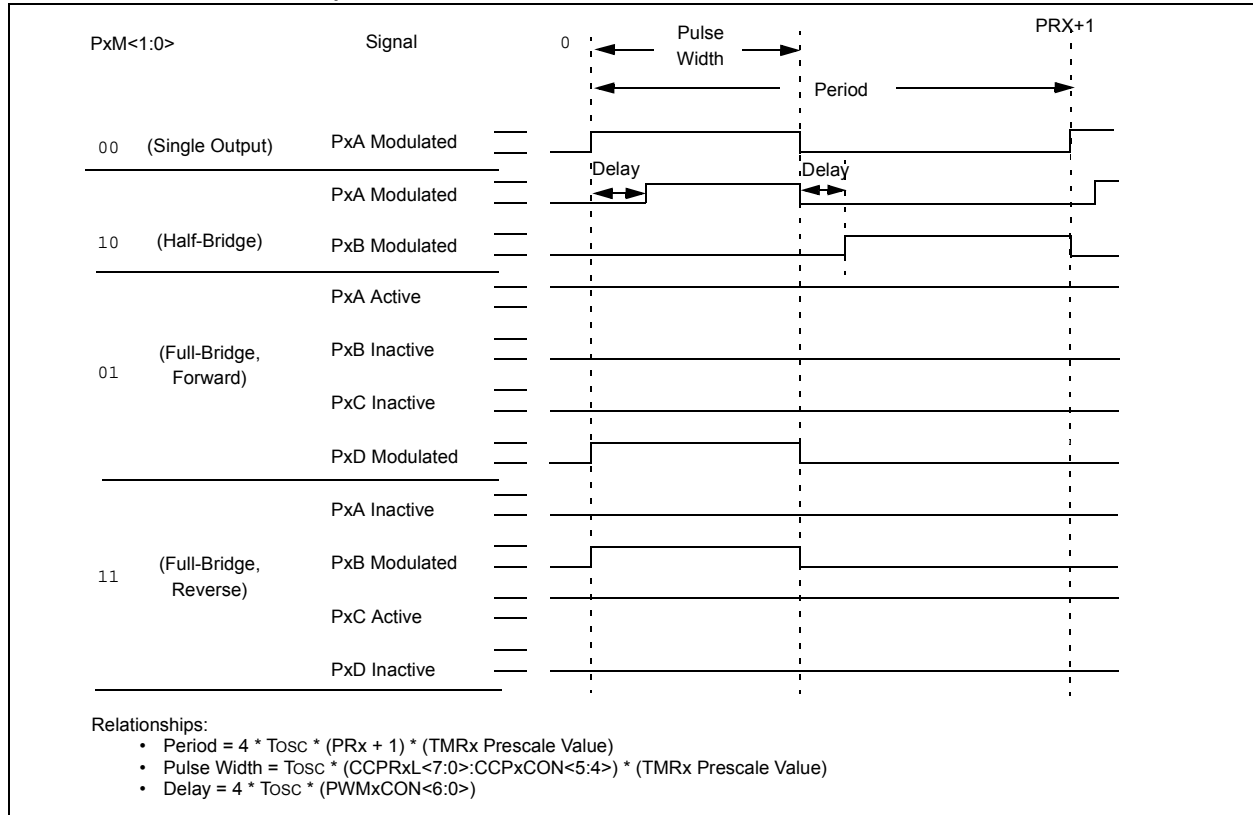 PxM<1:0>
Signal
0
Pulse
Width
PRX+1
Period
00
(Single Output)
PxA Modulated
Delay
Delay
PxA Modulated
10
(Half-Bridge)
PxB Modulated
PxA Active
01
(Full-Bridge,
Forward)
PxB Inactive
PxC Inactive
PxD Modulated
PxA Inactive
11
(Full-Bridge,
Reverse)
PxB Modulated
PxC Active
PxD Inactive
Relationships:
• Period = 4 * TOSC * (PRx + 1) * (TMRx Prescale Value)
• Pulse Width = TOSC * (CCPRxL<7:0>:CCPxCON<5:4>) * (TMRx Prescale Value)
• Delay = 4 * TOSC * (PWMxCON<6:0>)